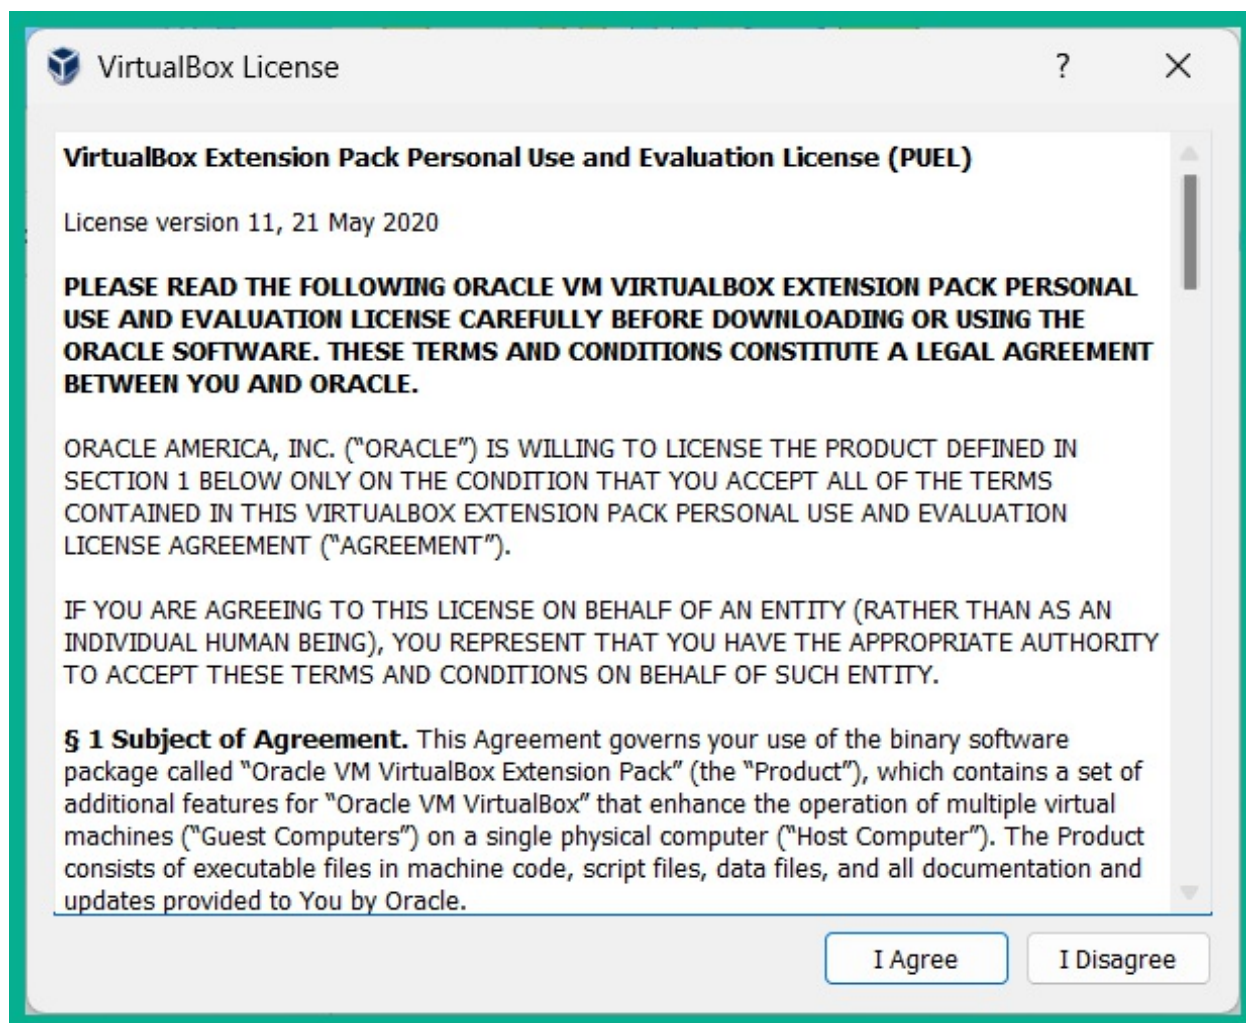 VirtualBox License
?
VirtualBox Extension Pack Personal Use and Evaluation License (PUEL)
License version 11, 21 May 2020
PLEASE READ THE FOLLOWING ORACLE VM VIRTUALBOX EXTENSION PACK PERSONAL
USE AND EVALUATION LICENSE CAREFULLY BEFORE DOWNLOADING OR USING THE
ORACLE SOFTWARE. THESE TERMS AND CONDITIONS CONSTITUTE A LEGAL AGREEMENT
BETWEEN YOU AND ORACLE.
ORACLE AMERICA, INC. (“ORACLE”) IS WILLING TO LICENSE THE PRODUCT DEFINED IN
SECTION 1 BELOW ONLY ON THE CONDITION THAT YOU ACCEPT ALL OF THE TERMS
CONTAINED IN THIS VIRTUALBOX EXTENSION PACK PERSONAL USE AND EVALUATION
LICENSE AGREEMENT (“AGREEMENT”).
IF YOU ARE AGREEING TO THIS LICENSE ON BEHALF OF AN ENTITY (RATHER THAN AS AN
INDIVIDUAL HUMAN BEING), YOU REPRESENT THAT YOU HAVE THE APPROPRIATE AUTHORITY
TO ACCEPT THESE TERMS AND CONDITIONS ON BEHALF OF SUCH ENTITY.
§ 1 Subject of Agreement. This Agreement governs your use of the binary software
package called “Oracle VM VirtualBox Extension Pack” (the “Product”), which contains a set of
additional features for “Oracle VM VirtualBox” that enhance the operation of multiple virtual
machines (“Guest Computers”) on a single physical computer (“Host Computer”). The Product
consists of executable files in machine code, script files, data files, and all documentation and
updates provided to You by Oracle.
I Agree
I Disagree